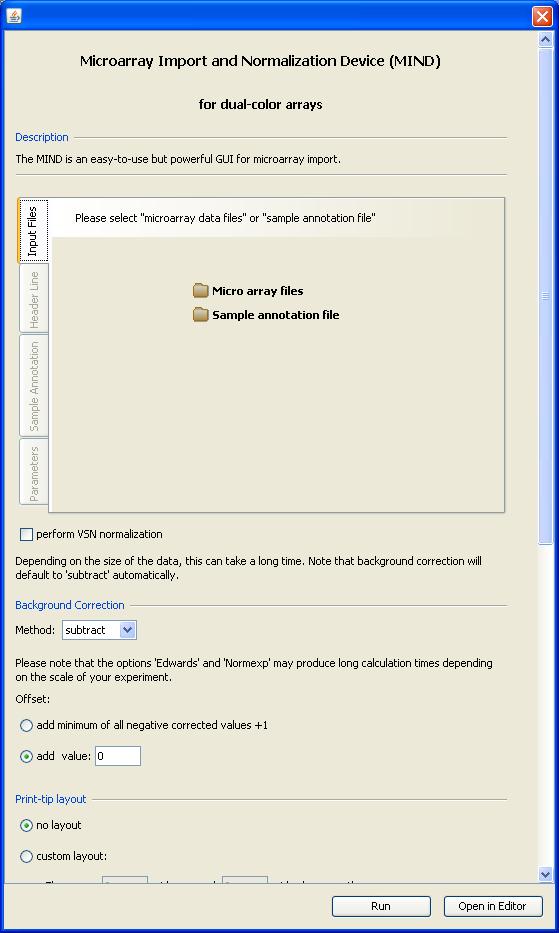 Microarray Import and Normalization Device (MIND)
for dual-color arrays
Description
The MIND is an easy-to-use but powerful GUI for microarray import.
Input Files
Please select "microarray data files" or "sample annotation file"
Header Line
Micro array files
Sample annotation file
Sample Annotation
Parameters
perform VSN normalization
Depending on the size of the data, this can take a long time. Note that background correction will
default to 'subtract' automatically.
Background Correction
Method: subtract
Please note that the options 'Edwards' and 'Normexp' may produce long calculation times depending
on the scale of your experiment.
Offset:
add minimum of all negative corrected values +1
add value: 0
Print-tip layout
no layout
custom layout:
Run Open in Editor